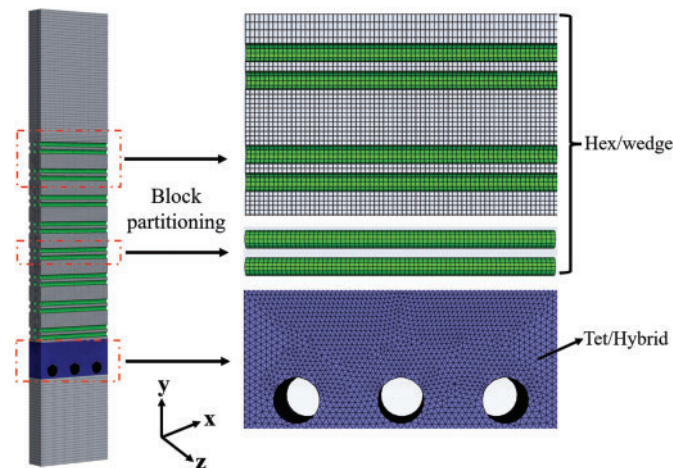 Hex/wedge
Block
partitioning
Tet/Hybrid
y
x
z